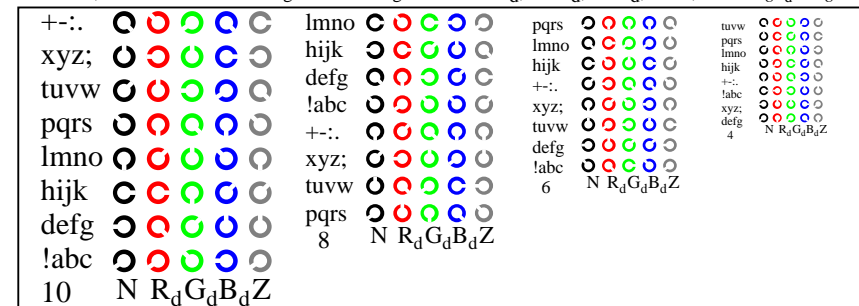 +-:.
xyz;
tuvw
pqrs
lmno
hijk
defg
!abc
10 N RdGdBdZ
lmno
hijk
defg
!abc
+-:.
xyz;
tuvw
pqrs
8 N RdGdBdZ
pqrs
lmno
hijk
+-:.
xyz;
tuvw
defg
!abc
6 N RdGdBdZ
tuvw
pqrs
lmno
hijk
+-:.
!abc
xyz;
defg
4 N RdGdBdZ